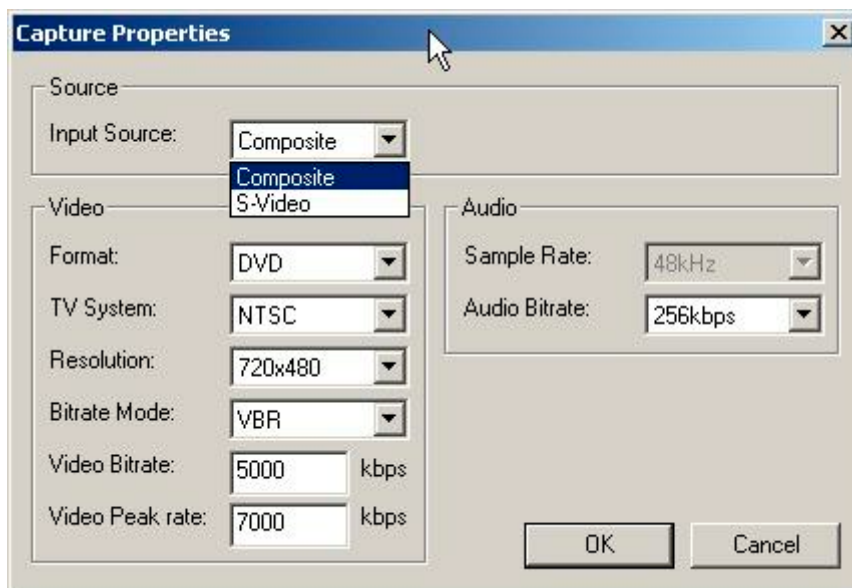 Capture Properties
Source
Input Source:
Composite
Composite
S-Video
Video
Format:
DVD
TV System:
NTSC
Resolution:
720x480
Bitrate Mode:
VBR
Video Bitrate:
5000
kbps
Video Peak rate:
7000
kbps
Audio
Sample Rate:
48kHz
Audio Bitrate:
256kbps
OK
Cancel